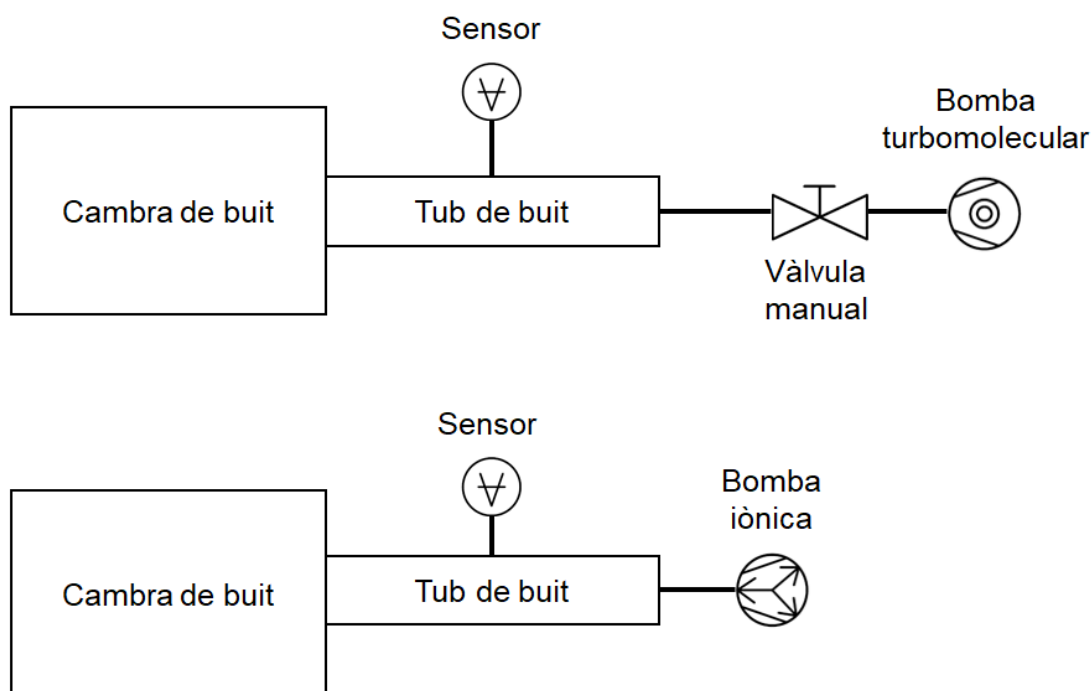 Sensor
Bomba
turbomolecular
Cambra de buit
Tub de buit
Vàlvula
manual
Sensor
Bomba
iònica
Cambra de buit
Tub de buit